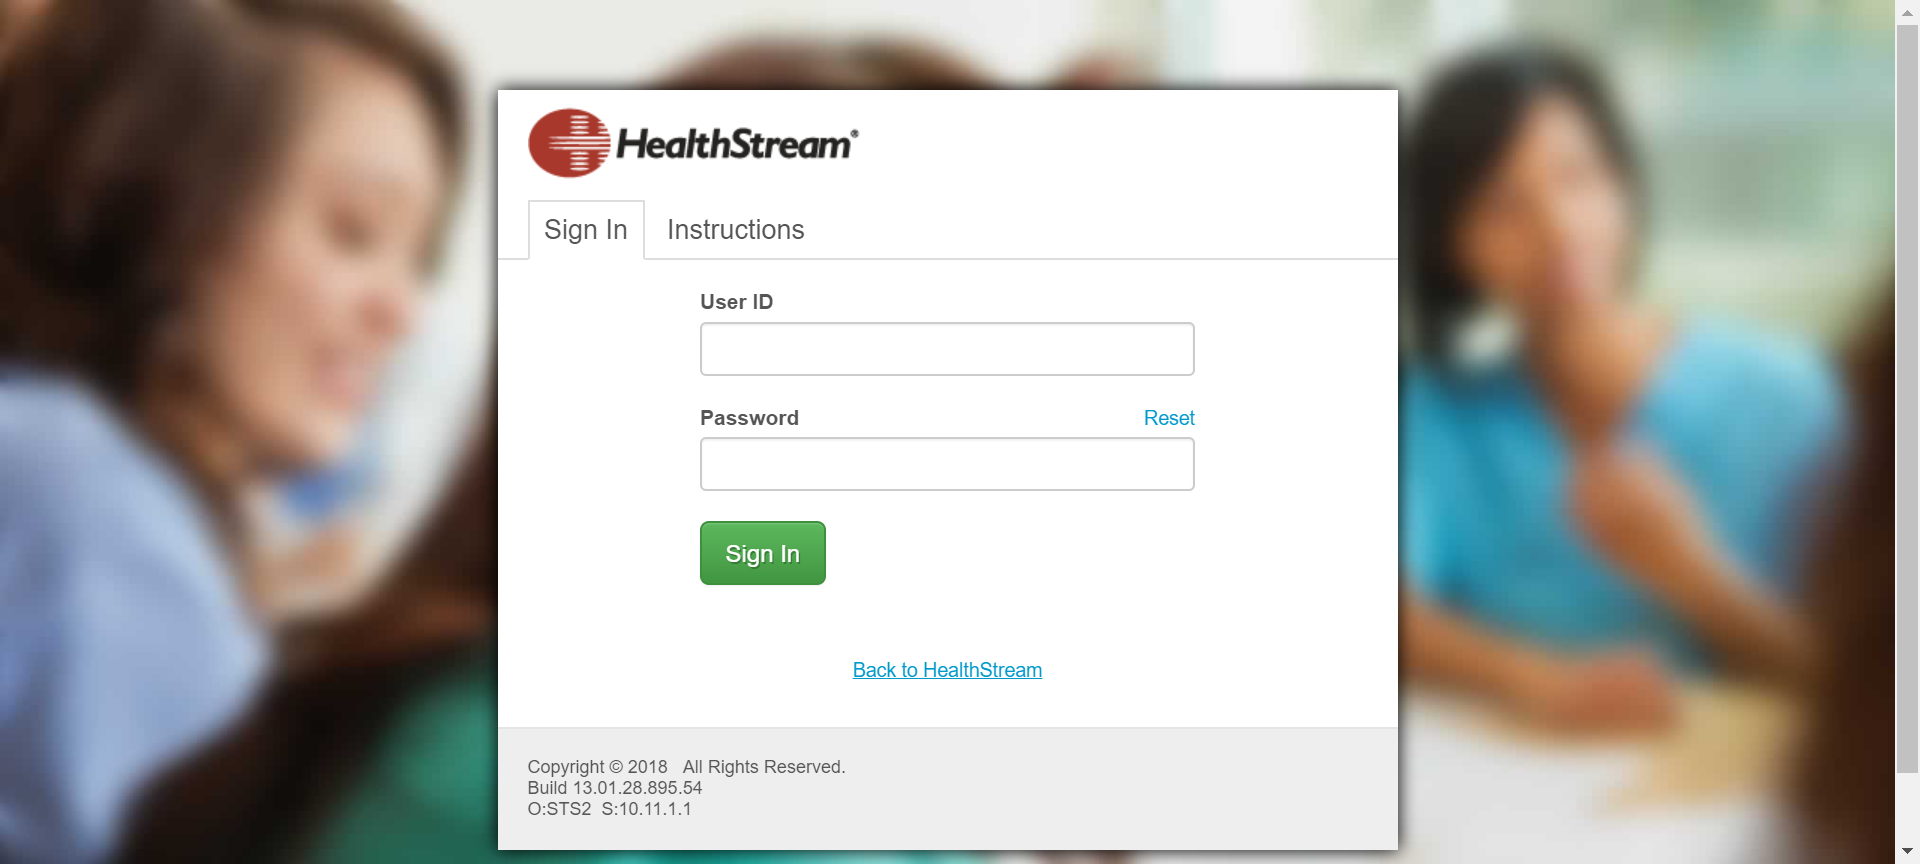 HealthStream®
Sign In Instructions
User ID
Password Reset
Sign In
Back to HealthStream
Copyright © 2018 All Rights Reserved.
Build 13.01.28.895.54
O:STS2 S:10.11.1.1